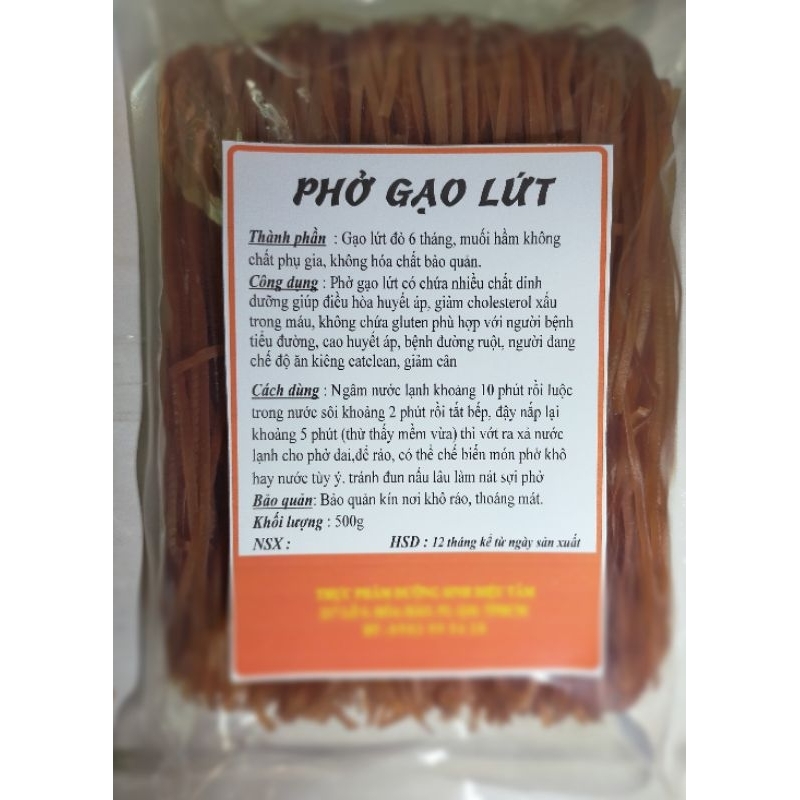 PHỞ GẠO LỨT
Thành phần : Gạo lứt đỏ 6 tháng, muối hầm không
chất phụ gia, không hóa chất bảo quản.
Công dụng : Phở gạo lứt có chứa nhiều chất dinh
dưỡng giúp điều hòa huyết áp, giảm cholesterol xấu
trong máu, không chứa gluten phù hợp với người bệnh
tiểu đường, cao huyết áp, bệnh đường ruột, người đang
chế độ ăn kiêng eatclean, giảm cân
Cách dùng : Ngâm nước lạnh khoảng 10 phút rồi luộc
trong nước sôi khoảng 2 phút rồi tắt bếp, đậy nắp lại
khoảng 5 phút (thử thấy mềm vừa) thì vớt ra xả nước
lạnh cho phở dai,để ráo, có thể chế biến món phở khô
hay nước tùy ý. tránh đun nấu lâu làm nát sợi phở
Bảo quản: Bảo quản kín nơi khô ráo, thoáng mát.
Khối lượng : 500g
NSX : HSD : 12 tháng kể từ ngày sản xuất
THỰC PHẨM DƯỠNG SINH DIỆU TÂM